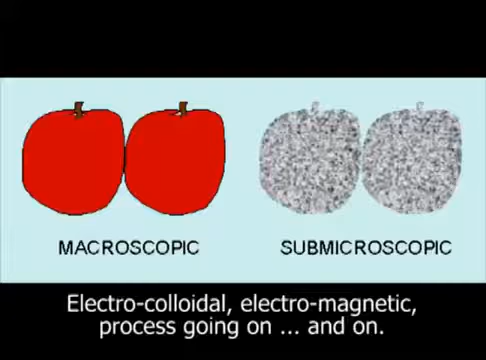 MACROSCOPIC
SUBMICROSCOPIC
Electro-colloidal, electro-magnetic,
process going on ... and on.